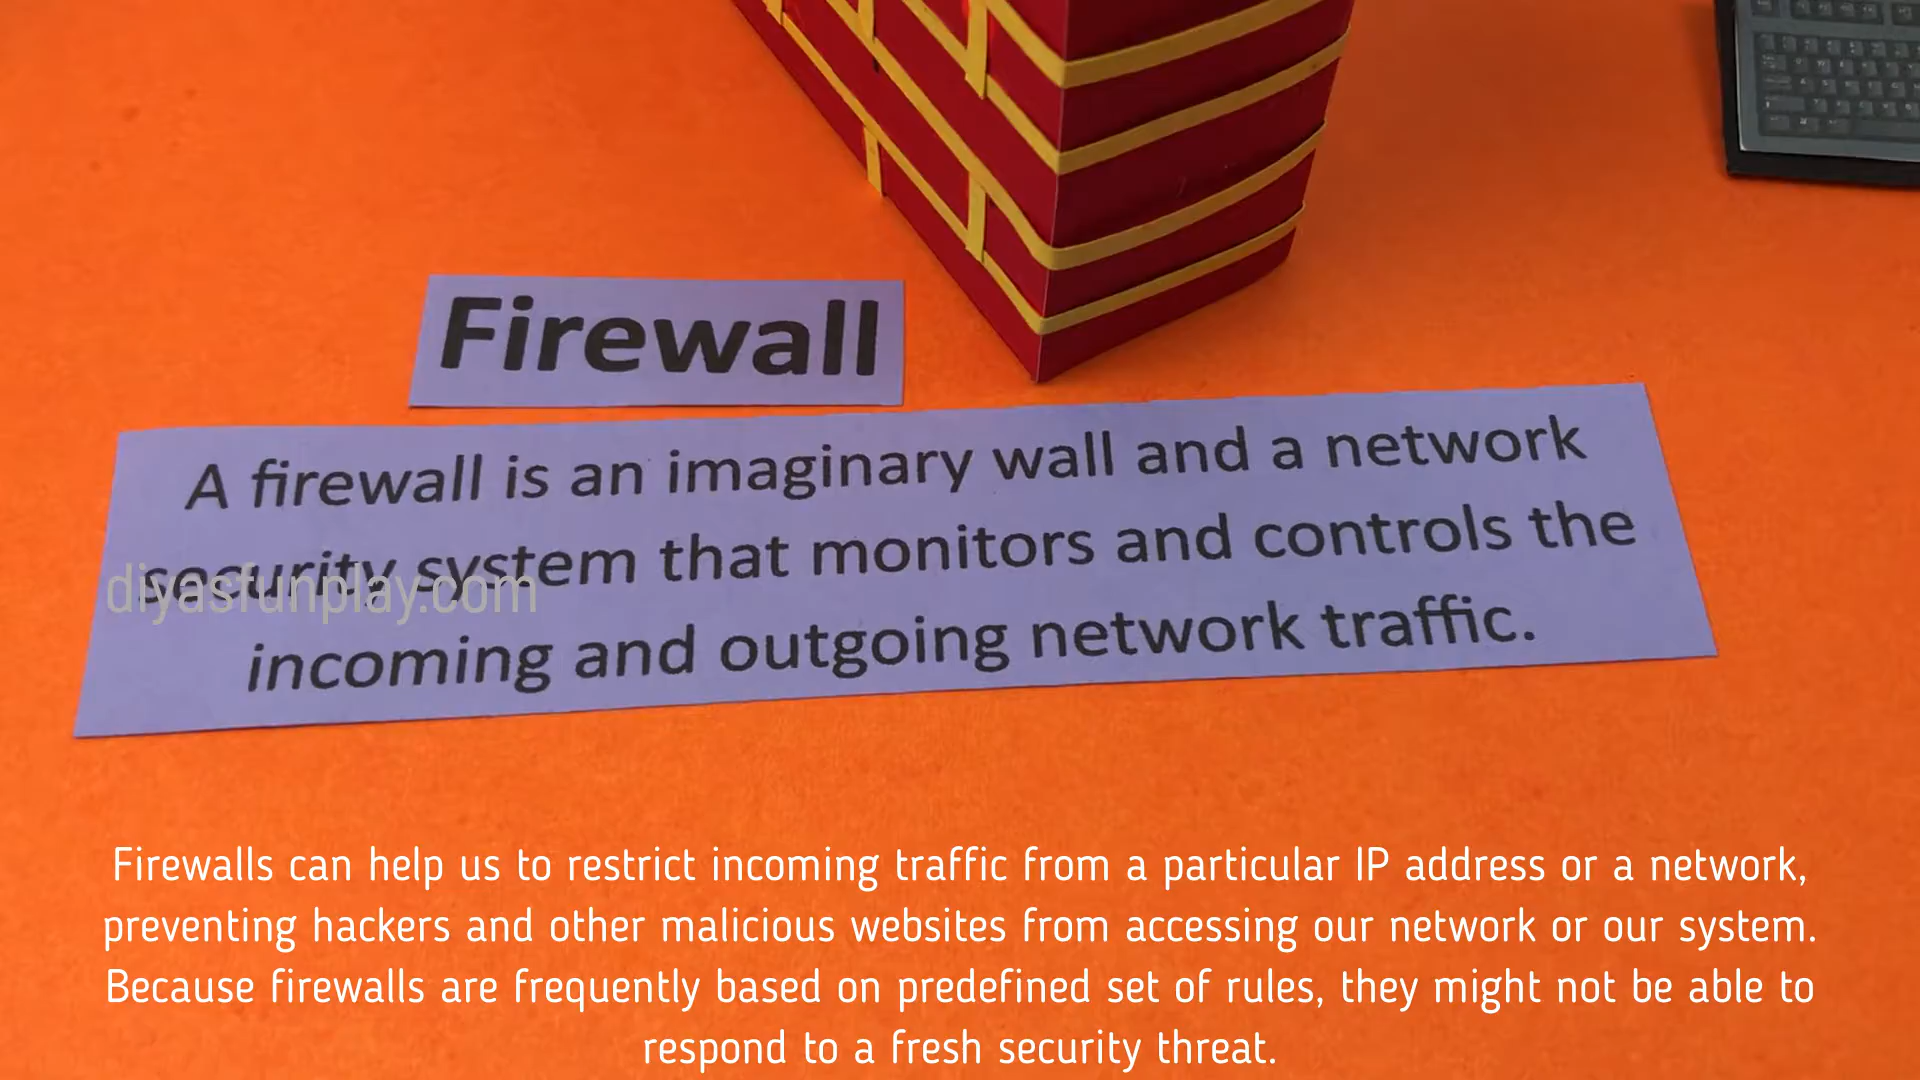 Firewall
A firewall is an imaginary wall and a network
security system that monitors and controls the
incoming and outgoing network traffic.
diyasfunplay.com
Firewalls can help us to restrict incoming traffic from a particular IP address or a network,
preventing hackers and other malicious websites from accessing our network or our system.
Because firewalls are frequently based on predefined set of rules, they might not be able to
respond to a fresh security threat.